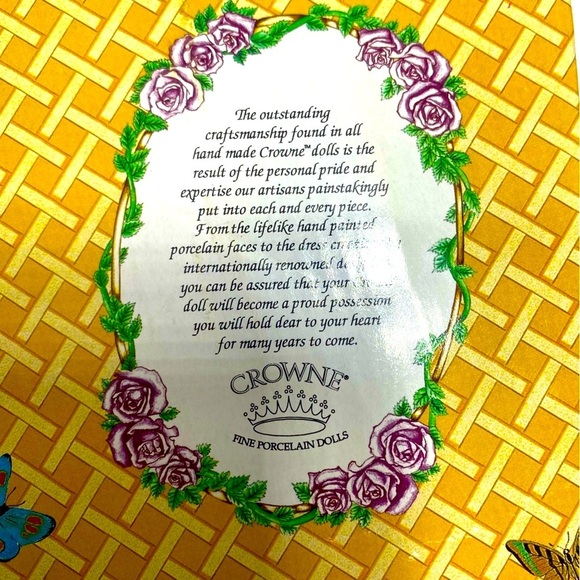 The outstanding
craftsmanship found in all
hand made Crowne™ dolls is the
result of the personal pride and
expertise our artisans painstakingly
put into each and every piece.
From the lifelike hand painted
porcelain faces to the dress
internationally renowned
you can be assured that your
doll will become a proud possession
you will hold dear to your heart
for many years to come.
CROWNE®
FINE PORCELAIN DOLLS